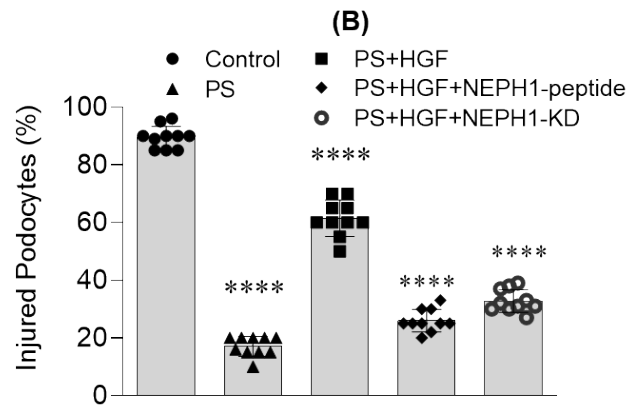 (B)
Control
PS
PS+HGF
PS+HGF+NEPH1-peptide
PS+HGF+NEPH1-KD
Injured Podocytes (%)
100
80
60
40
20
0
****
****
****
****